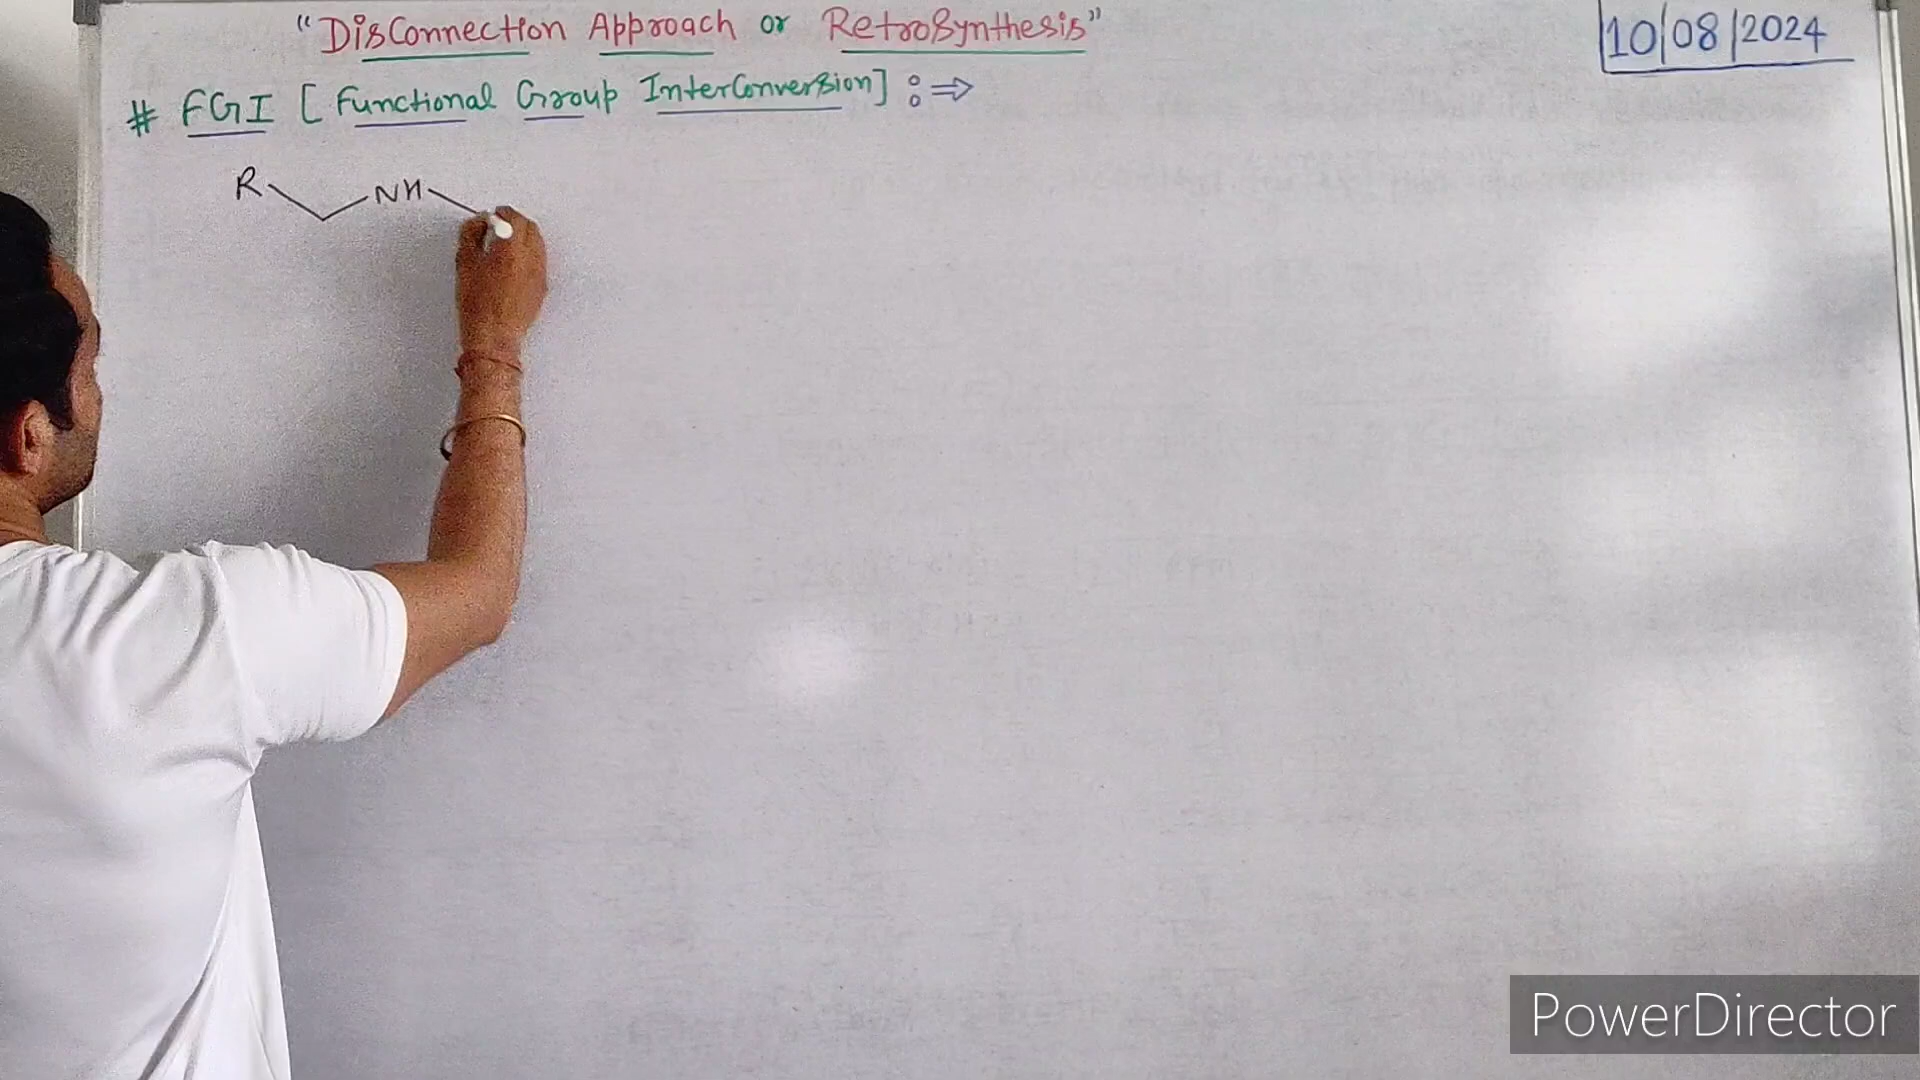 "DisConnection Approach or RetroSynthesis"
10/08/2024
# FGI [Functional Group InterConversion] : ⇒
R NH
PowerDirector